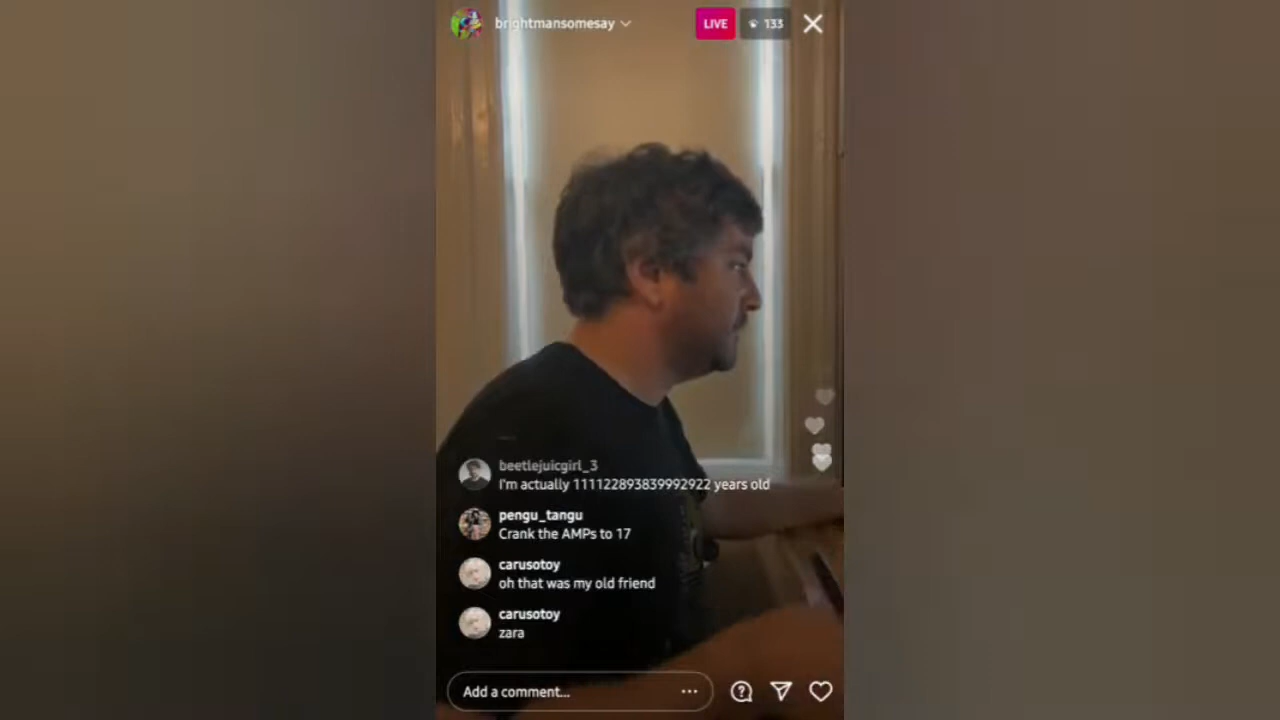 brightmansomesay
LIVE
133
beetlejuicgirl_3
I'm actually 111122893839992922 years old
pengu_tangu
Crank the AMPs to 17
carusotoy
oh that was my old friend
carusotoy
zara
Add a comment...